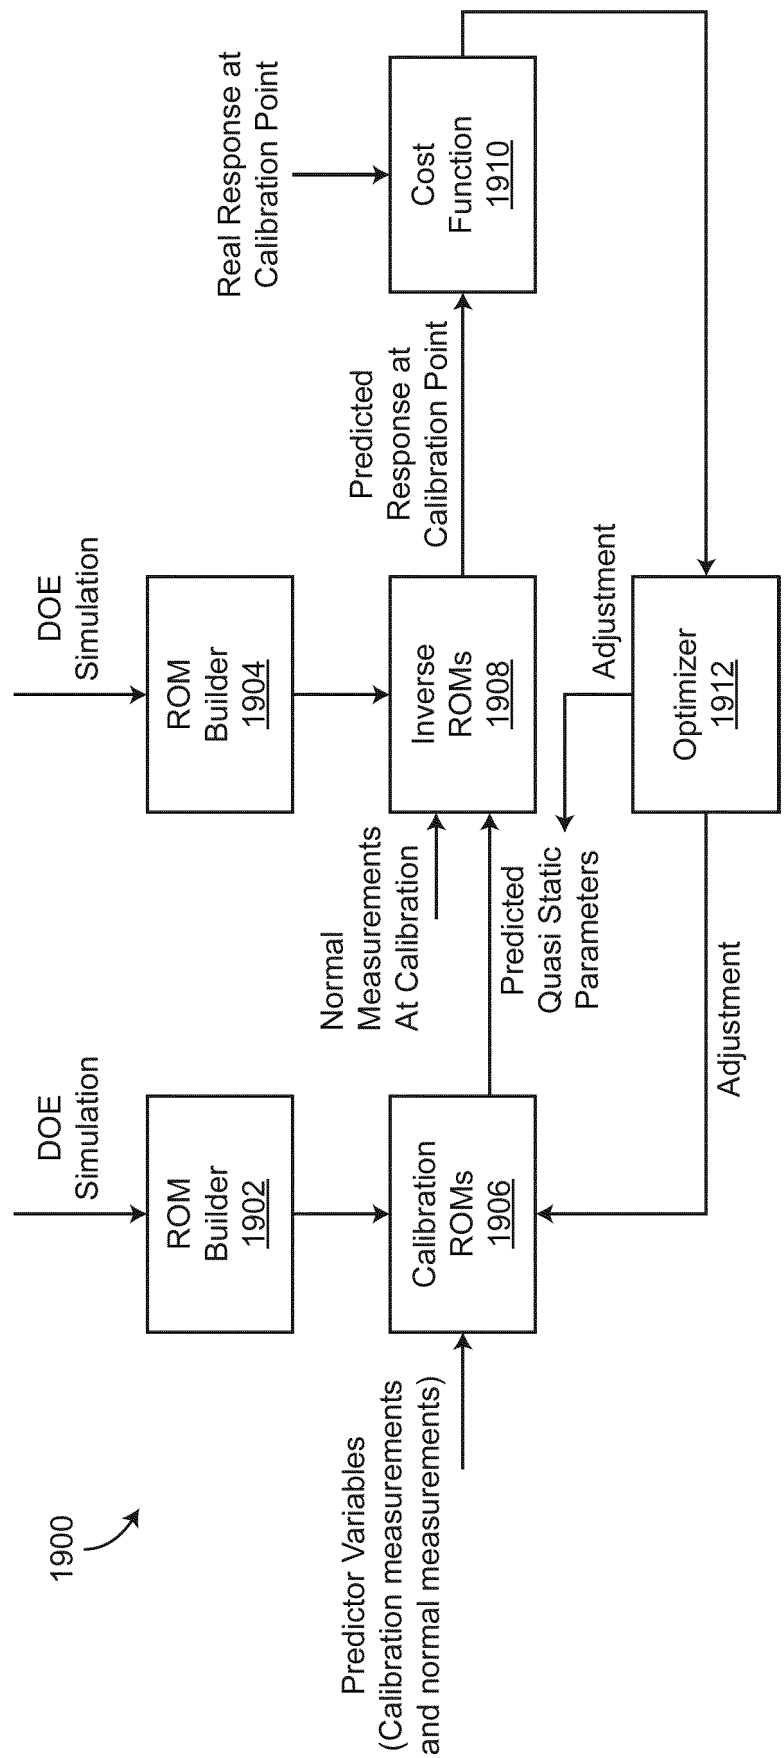 1900
DOE
Simulation
DOE
Simulation
ROM
Builder
1902
ROM
Builder
1904
Real Response at
Calibration Point
Predictor Variables
(Calibration measurements
and normal measurements)
Calibration
ROMs
1906
Normal
Measurements
At Calibration
Predicted
Quasi Static
Parameters
Inverse
ROMs
1908
Predicted
Response at
Calibration Point
Cost
Function
1910
Adjustment
Adjustment
Optimizer
1912